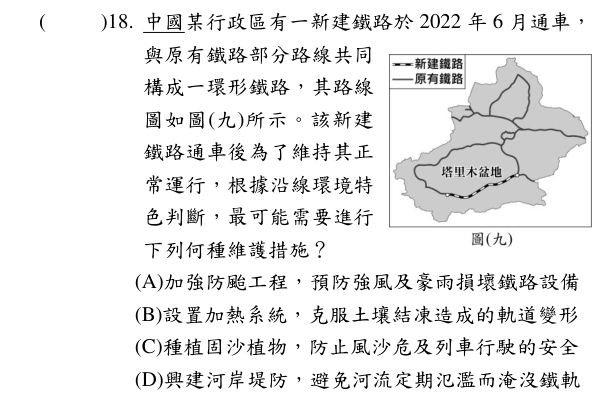 (　　)18. 中國某行政區有一新建鐵路於 2022 年 6 月通車，
與原有鐵路部分路線共同
構成一環形鐵路，其路線
圖如圖(九)所示。該新建
鐵路通車後為了維持其正
常運行，根據沿線環境特
色判斷，最可能需要進行
下列何種維護措施？
新建鐵路
原有鐵路
塔里木盆地
圖(九)
(A)加強防颱工程，預防強風及豪雨損壞鐵路設備
(B)設置加熱系統，克服土壤結凍造成的軌道變形
(C)種植固沙植物，防止風沙危及列車行駛的安全
(D)興建河岸堤防，避免河流定期氾濫而淹沒鐵軌